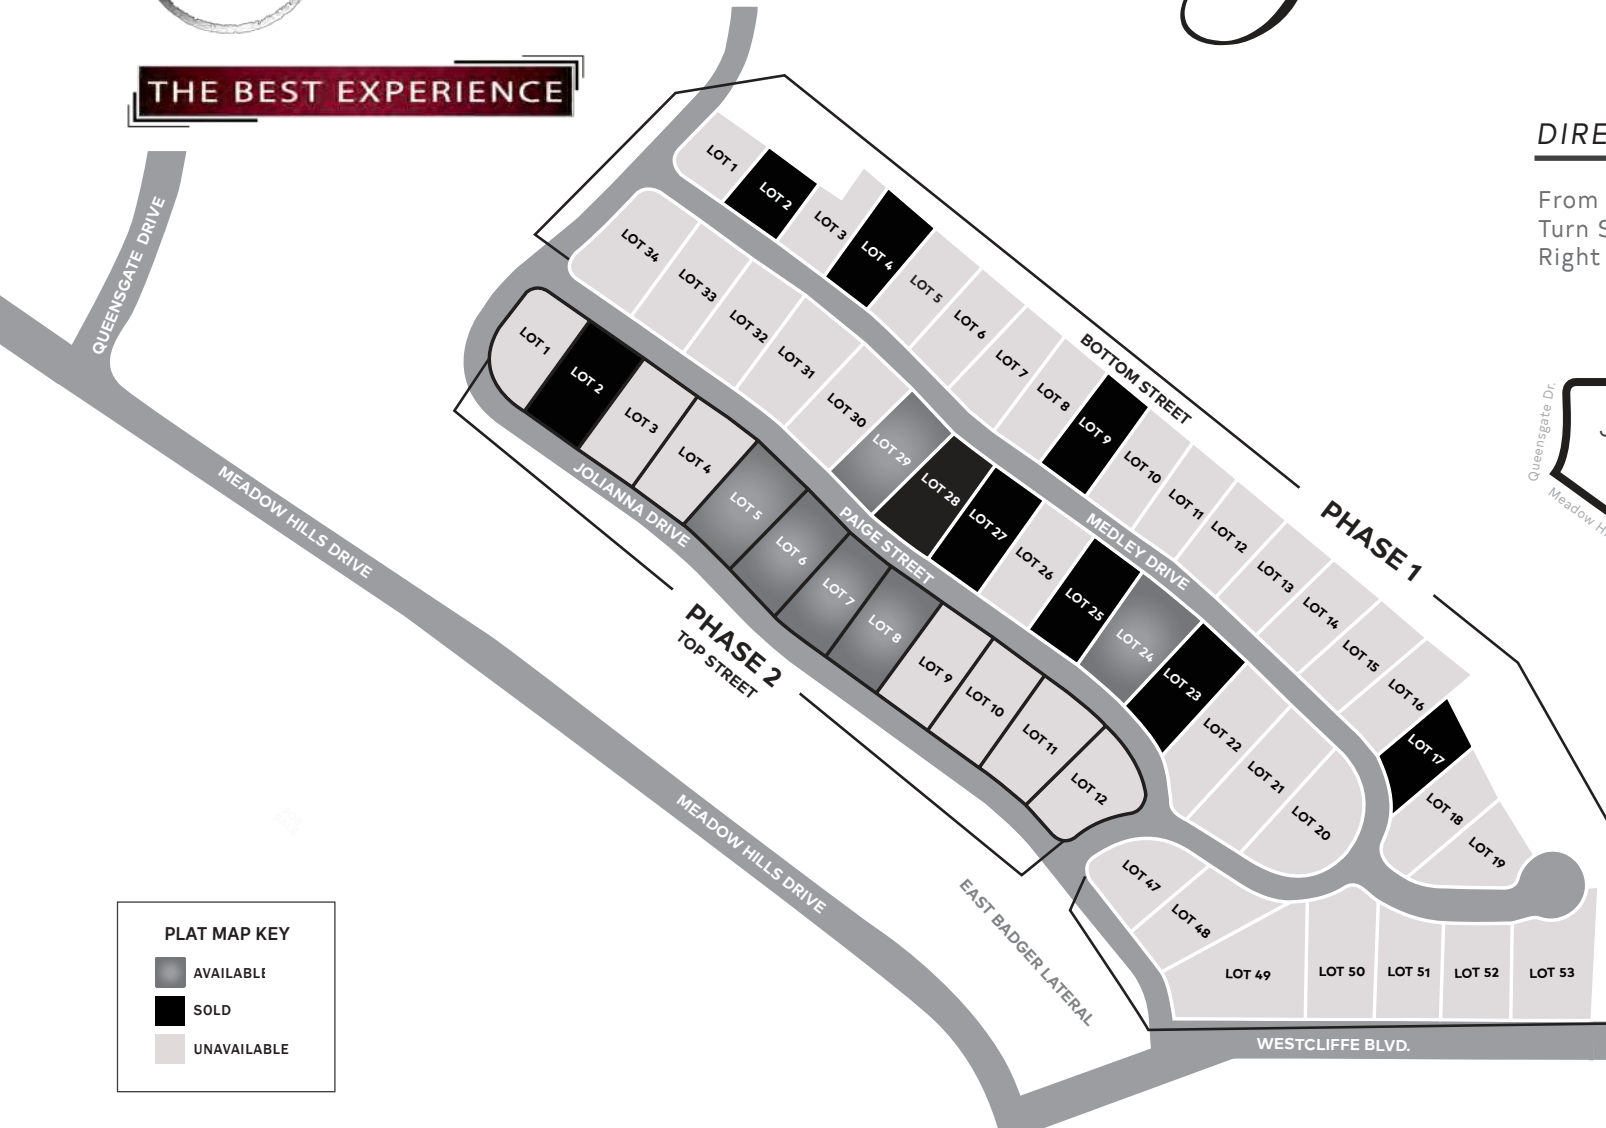 THE BEST EXPERIENCE
DIRE
From
Turn S
Right
QUEENSGATE DRIVE
LOT 1
LOT 2
LOT 3
LOT 4
LOT 5
LOT 6
LOT 7
LOT 8
LOT 9
LOT 10
LOT 11
LOT 12
LOT 13
LOT 14
LOT 15
LOT 16
LOT 17
LOT 18
LOT 19
BOTTOM STREET
PHASE 1
LOT 34
LOT 33
LOT 32
LOT 31
LOT 30
LOT 29
LOT 28
LOT 27
LOT 26
LOT 25
LOT 24
LOT 23
LOT 22
LOT 21
LOT 20
MEDLEY DRIVE
PAIGE STREET
LOT 1
LOT 2
LOT 3
LOT 4
LOT 5
LOT 6
LOT 7
LOT 8
LOT 9
LOT 10
LOT 11
LOT 12
JOLIANNA DRIVE
PHASE 2
TOP STREET
MEADOW HILLS DRIVE
MEADOW HILLS DRIVE
EAST BADGER LATERAL
LOT 47
LOT 48
LOT 49
LOT 50
LOT 51
LOT 52
LOT 53
WESTCLIFFE BLVD.
Queensgate Dr.
Meadow H
PLAT MAP KEY
AVAILABLE
SOLD
UNAVAILABLE